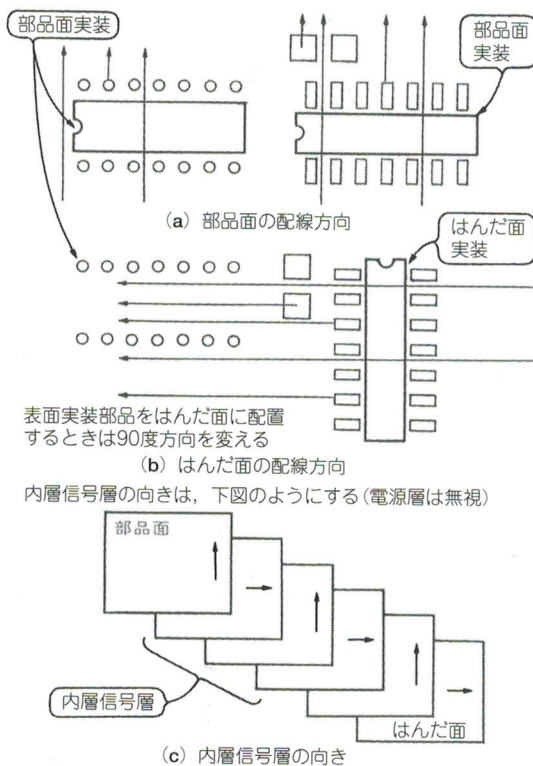 部品面実装
部品面
実装
(a) 部品面の配線方向
はんだ面
実装
表面実装部品をはんだ面に配置
するときは90度方向を変える
(b) はんだ面の配線方向
内層信号層の向きは，下図のようにする(電源層は無視)
部品面
内層信号層
はんだ面
(c) 内層信号層の向き